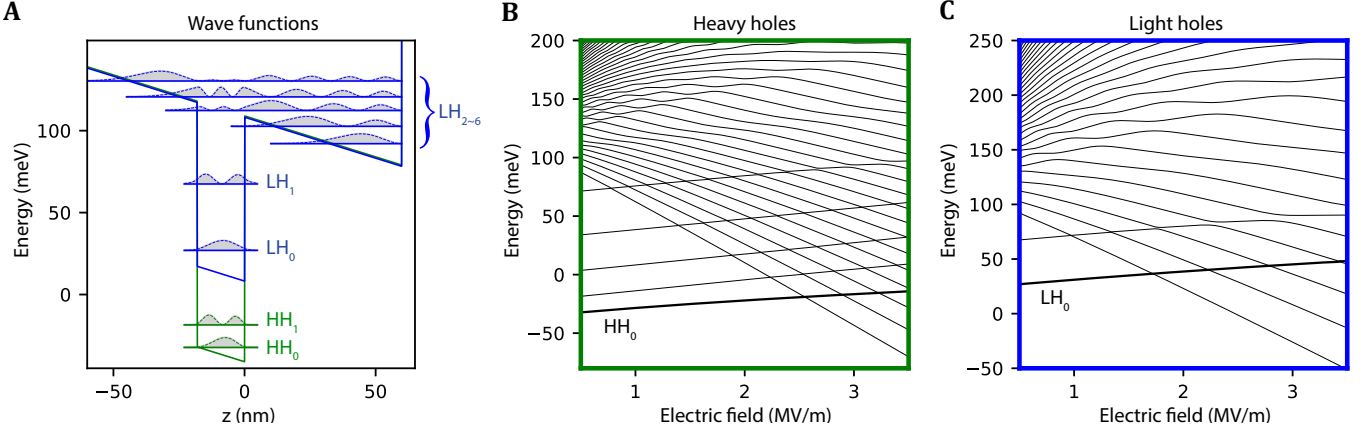 A
Wave functions
Energy (meV)
100
50
0
−50
0
50
z (nm)
LH2~6
LH1
LH0
HH1
HH0
B
Heavy holes
Energy (meV)
200
150
100
50
0
−50
1
2
3
Electric field (MV/m)
HH0
C
Light holes
Energy (meV)
250
200
150
100
50
0
−50
1
2
3
Electric field (MV/m)
LH0